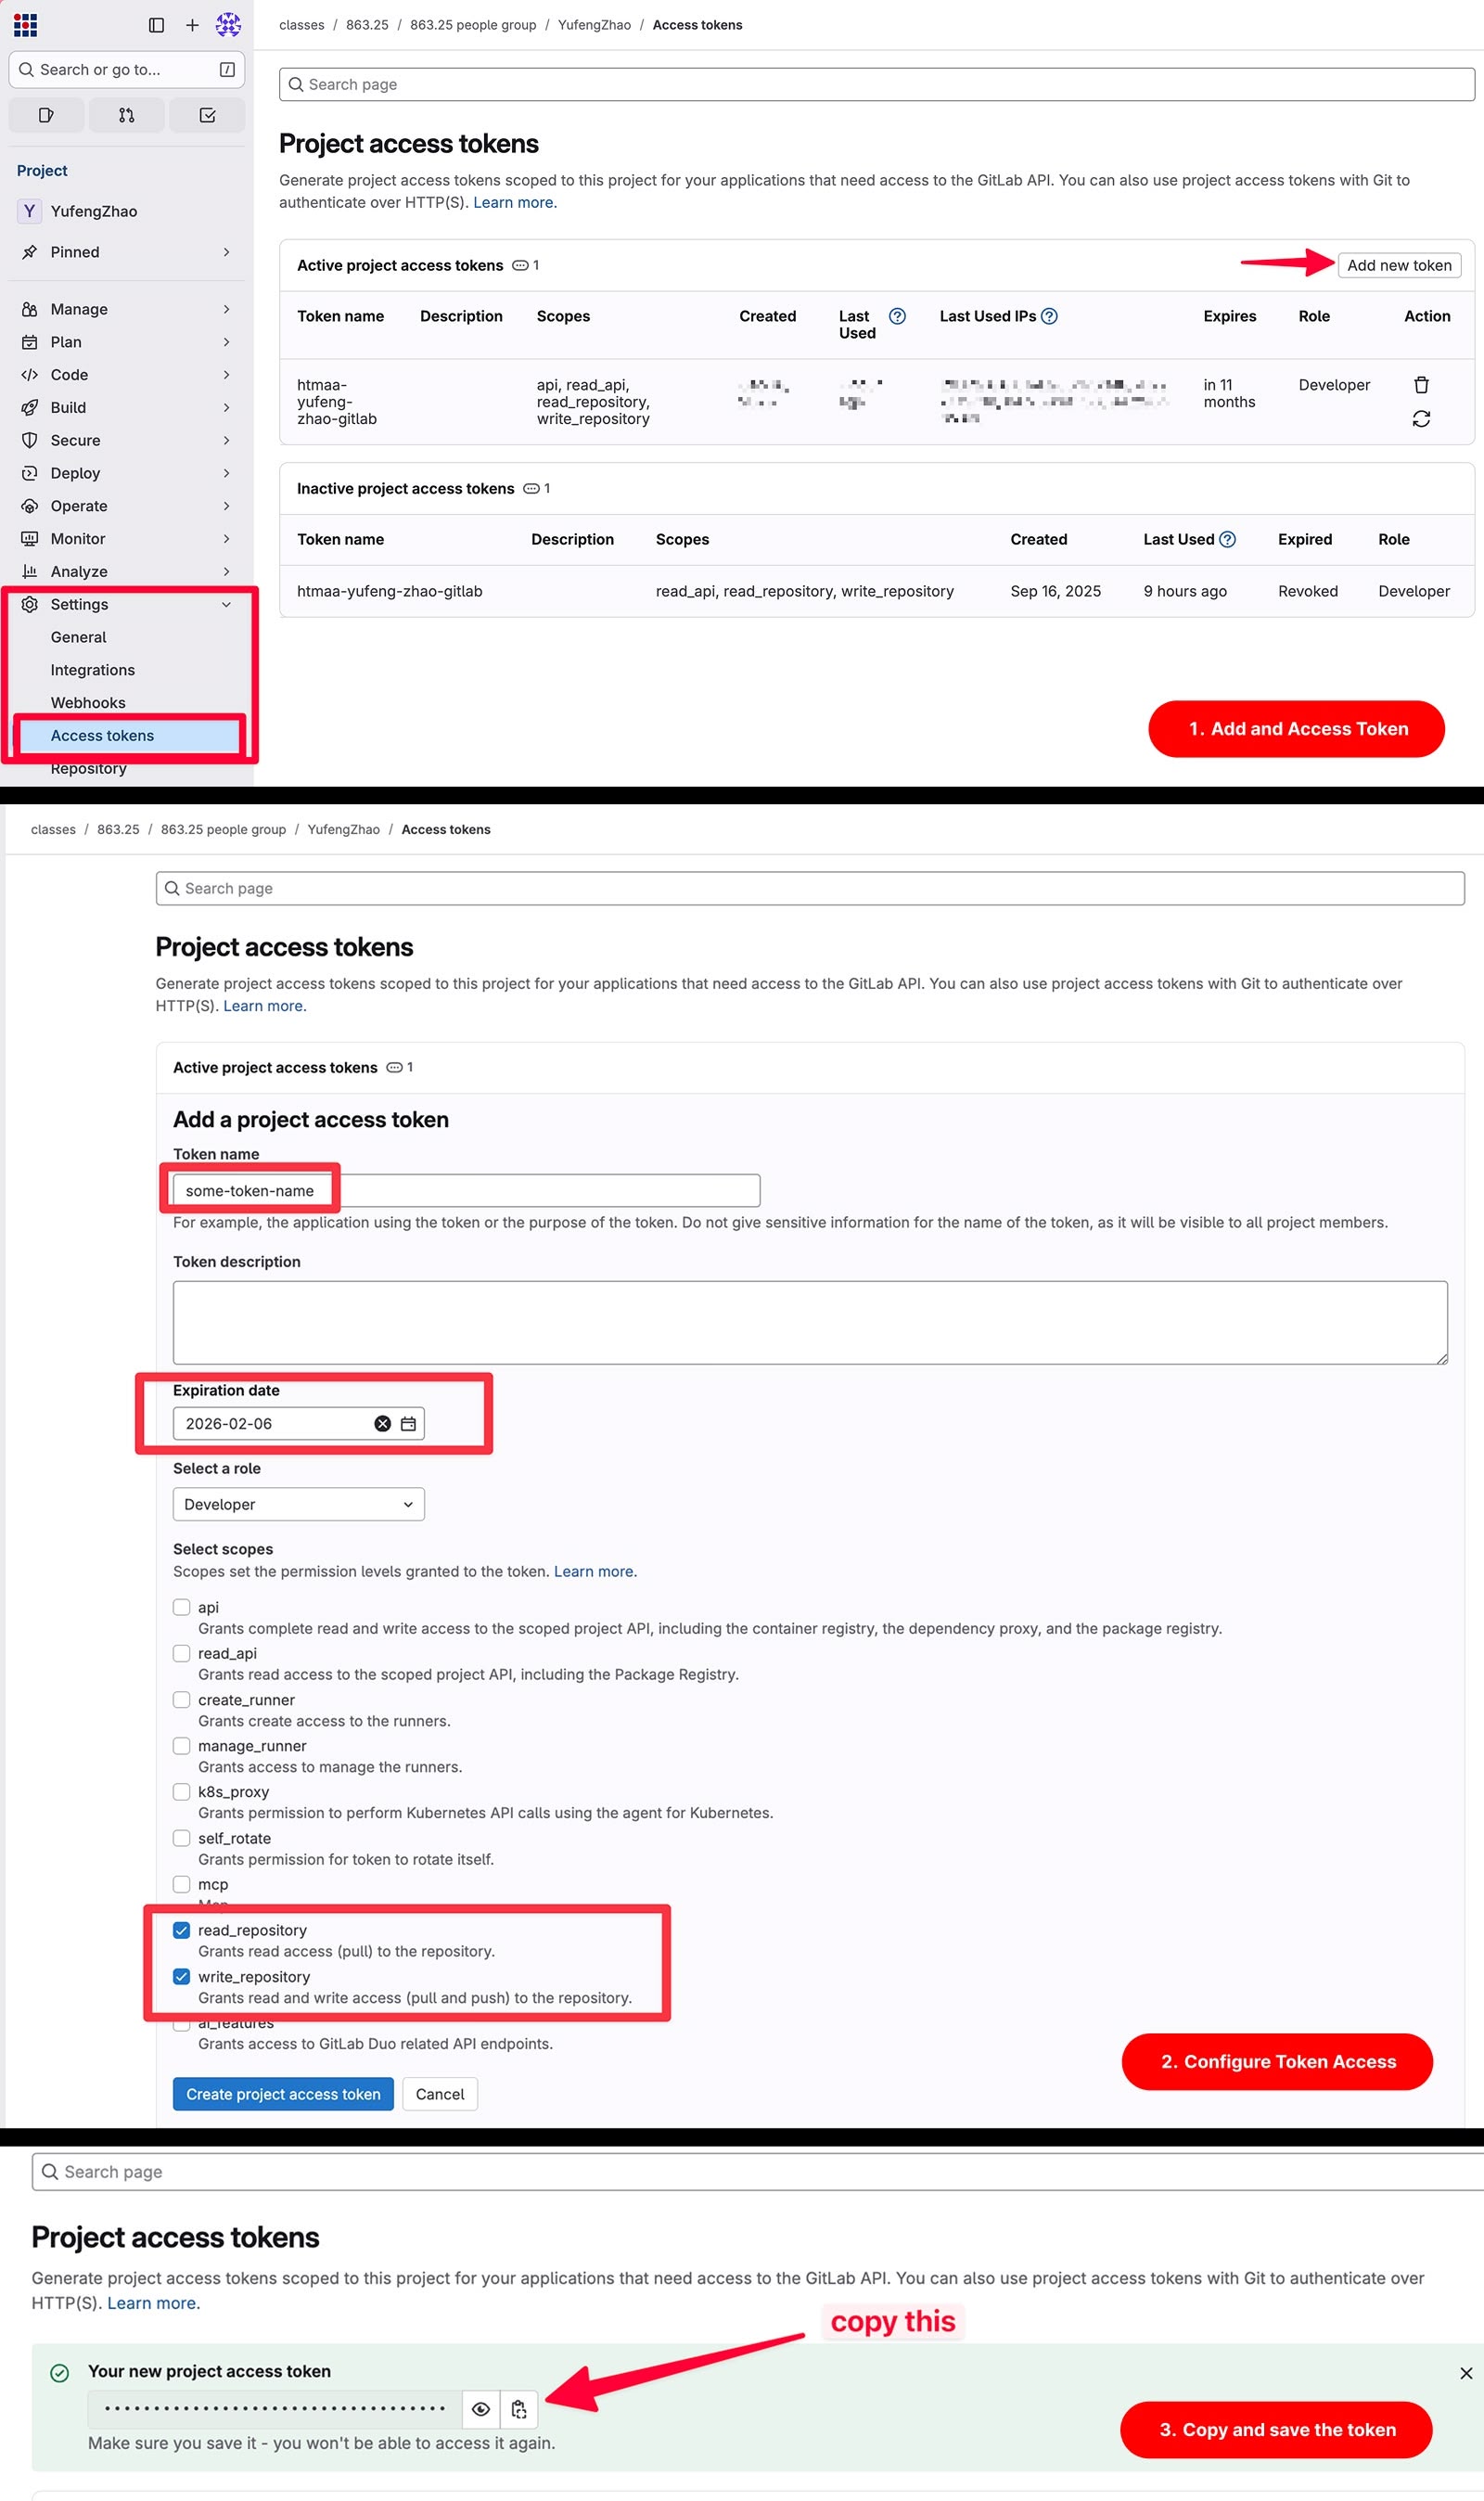 classes / 863.25 / 863.25 people group / YufengZhao / Access tokens
Search or go to...
/
Search page
Project
Y YufengZhao
Pinned
Manage
Plan
Code
Build
Secure
Deploy
Operate
Monitor
Analyze
Settings
General
Integrations
Webhooks
Access tokens
Repository
Project access tokens
Generate project access tokens scoped to this project for your applications that need access to the GitLab API. You can also use project access tokens with Git to
authenticate over HTTP(S). Learn more.
Active project access tokens 1
Add new token
Token name Description Scopes Created Last Used Last Used IPs Expires Role Action
htmaa-
yufeng-
zhao-gitlab
api, read_api,
read_repository,
write_repository
in 11
months
Developer
Inactive project access tokens 1
Token name Description Scopes Created Last Used Expired Role
htmaa-yufeng-zhao-gitlab read_api, read_repository, write_repository Sep 16, 2025 9 hours ago Revoked Developer
1. Add and Access Token
classes / 863.25 / 863.25 people group / YufengZhao / Access tokens
Search page
Project access tokens
Generate project access tokens scoped to this project for your applications that need access to the GitLab API. You can also use project access tokens with Git to authenticate over
HTTP(S). Learn more.
Active project access tokens 1
Add a project access token
Token name
some-token-name
For example, the application using the token or the purpose of the token. Do not give sensitive information for the name of the token, as it will be visible to all project members.
Token description
Expiration date
2026-02-06
Select a role
Developer
Select scopes
Scopes set the permission levels granted to the token. Learn more.
api
Grants complete read and write access to the scoped project API, including the container registry, the dependency proxy, and the package registry.
read_api
Grants read access to the scoped project API, including the Package Registry.
create_runner
Grants create access to the runners.
manage_runner
Grants access to manage the runners.
k8s_proxy
Grants permission to perform Kubernetes API calls using the agent for Kubernetes.
self_rotate
Grants permission for token to rotate itself.
mcp
Mcp
read_repository
Grants read access (pull) to the repository.
write_repository
Grants read and write access (pull and push) to the repository.
ai_features
Grants access to GitLab Duo related API endpoints.
Create project access token
Cancel
2. Configure Token Access
Search page
Project access tokens
Generate project access tokens scoped to this project for your applications that need access to the GitLab API. You can also use project access tokens with Git to authenticate over
HTTP(S). Learn more.
copy this
Your new project access token
Make sure you save it - you won't be able to access it again.
3. Copy and save the token